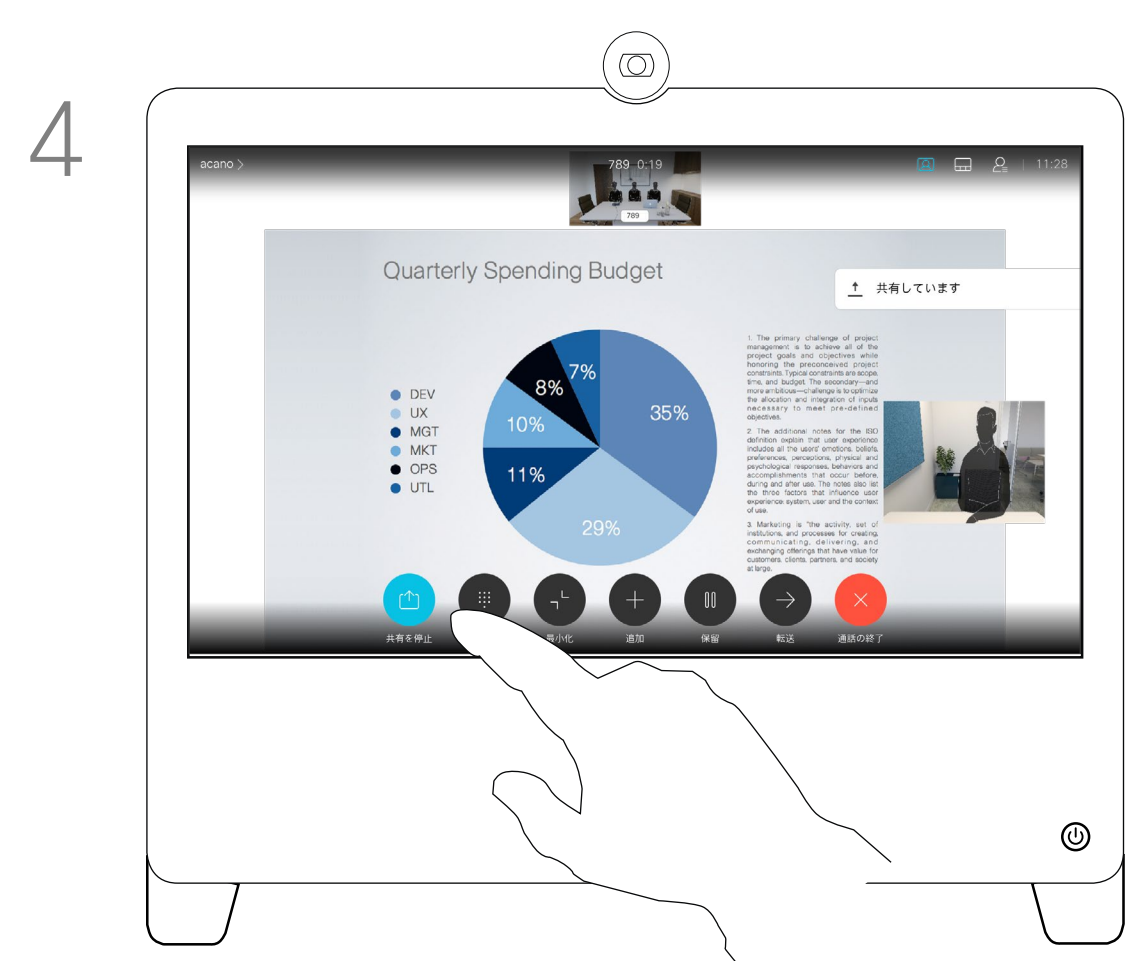 4
acano >
789 0:19
11:28
789
Quarterly Spending Budget
共有しています
DEV
UX
MGT
MKT
OPS
UTL
35%
29%
11%
10%
8%
7%
1. The primary challenge of project
management is to achieve all of the
project goals and objectives while
honoring the preconceived project
constraints. Typical constraints are scope,
time, and budget. The secondary—and
more ambitious—challenge is to optimize
the allocation and integration of inputs
necessary to meet pre-defined
objectives.
2. The additional notes for the ISO
definition explain that user experience
includes all the users' emotions, beliefs,
preferences, perceptions, physical and
psychological responses, behaviors and
accomplishments that occur before,
during and after use. The notes also list
the three factors that influence user
experience: system, user and the context
of use.
3. Marketing is "the activity, set of
institutions, and processes for creating,
communicating, delivering, and
exchanging offerings that have value for
customers, clients, partners, and society
at large.
共有を停止
最小化
追加
保留
転送
通話の終了